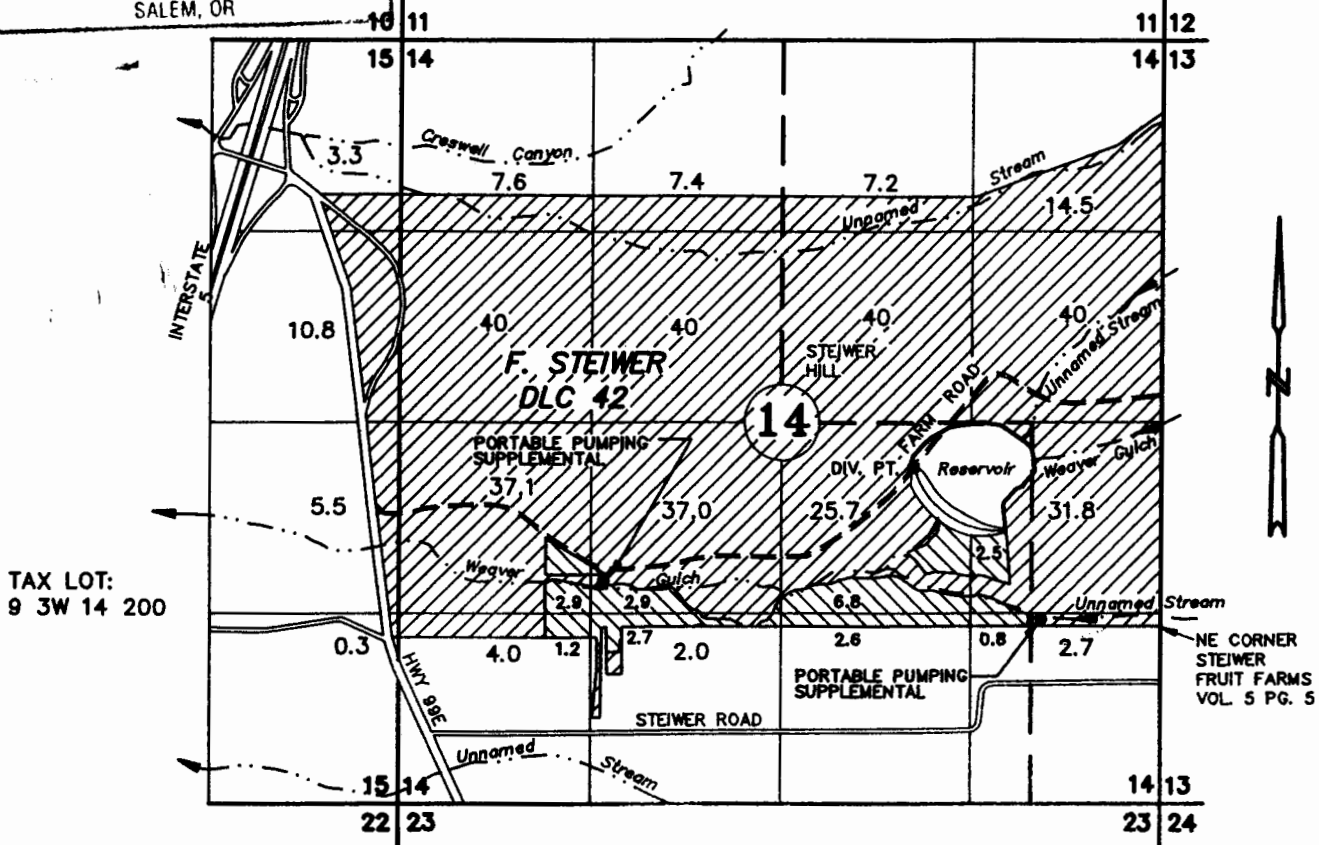 SALEM, OR
10 11
11 12
15 14
14 13
Creswell Canyon
3.3
7.6
7.4
7.2
Stream
Unnamed
14.5
INTERSTATE
5
10.8
40
40
40
40
Unnamed Stream
F. STEIWER
DLC 42
STEIWER
HILL
14
FARM ROAD
PORTABLE PUMPING
SUPPLEMENTAL
DIV. PT.
Reservoir
Weaver Gulch
37.1
5.5
37.0
25.7
31.8
2.5
Weaver Gulch
TAX LOT:
9 3W 14 200
2.9
2.9
6.8
Unnamed Stream
0.3
4.0
1.2
2.7
2.0
2.6
0.8
2.7
NE CORNER
STEIWER
FRUIT FARMS
VOL. 5 PG. 5
HWY 99E
PORTABLE PUMPING
SUPPLEMENTAL
STEIWER ROAD
Unnamed Stream
15 14
14 13
22 23
23 24
N